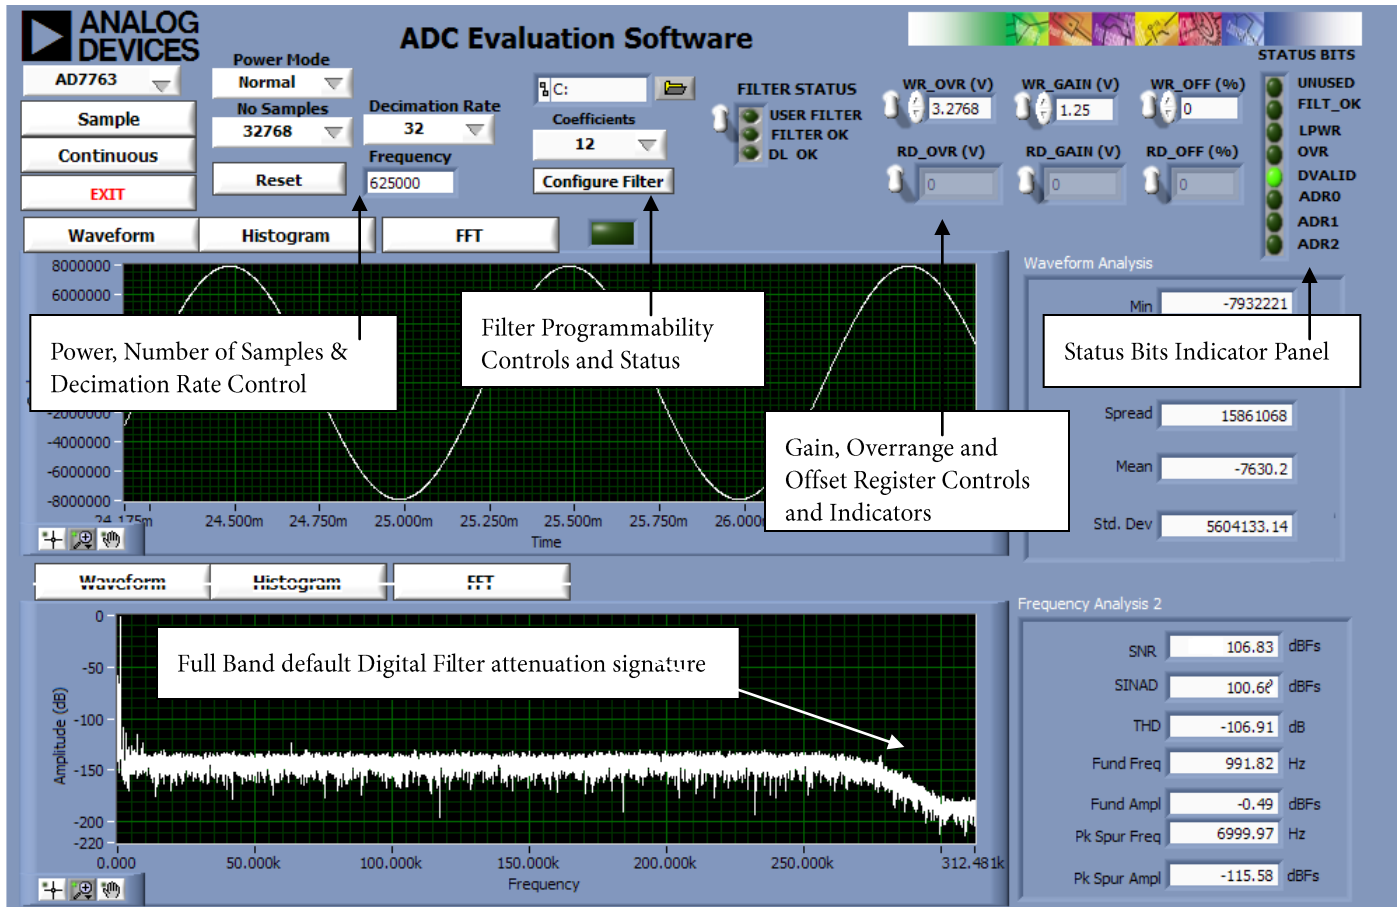 ANALOG
DEVICES
ADC Evaluation Software
STATUS BITS
AD7763
Sample
Continuous
EXIT
Power Mode
Normal
No Samples
32768
Reset
Decimation Rate
32
Frequency
625000
C:
Coefficients
12
Configure Filter
FILTER STATUS
USER FILTER
FILTER OK
DL OK
WR_OVR (V)
3.2768
WR_GAIN (V)
1.25
WR_OFF (%)
0
RD_OVR (V)
0
RD_GAIN (V)
0
RD_OFF (%)
0
UNUSED
FILT_OK
LPWR
OVR
DVALID
ADR0
ADR1
ADR2
Waveform
Histogram
FFT
8000000
6000000
-2000000
-4000000
-6000000
-8000000
24.175m
24.500m
24.750m
25.000m
25.250m
25.500m
25.750m
26.000
Time
Power, Number of Samples &
Decimation Rate Control
Filter Programmability
Controls and Status
Gain, Overrange and
Offset Register Controls
and Indicators
Status Bits Indicator Panel
Waveform Analysis
Min
-7932221
Spread
15861068
Mean
-7630.2
Std. Dev
5604133.14
Waveform
Histogram
FFT
Full Band default Digital Filter attenuation signature
Amplitude (dB)
0
-50
-100
-150
-200
-220
0.000
50.000k
100.000k
150.000k
200.000k
250.000k
312.481k
Frequency
Frequency Analysis 2
SNR
106.83
dBFs
SINAD
dBFs
THD
-106.91
dB
Fund Freq
991.82
Hz
Fund Ampl
-0.49
dBFs
Pk Spur Freq
6999.97
Hz
Pk Spur Ampl
-115.58
dBFs